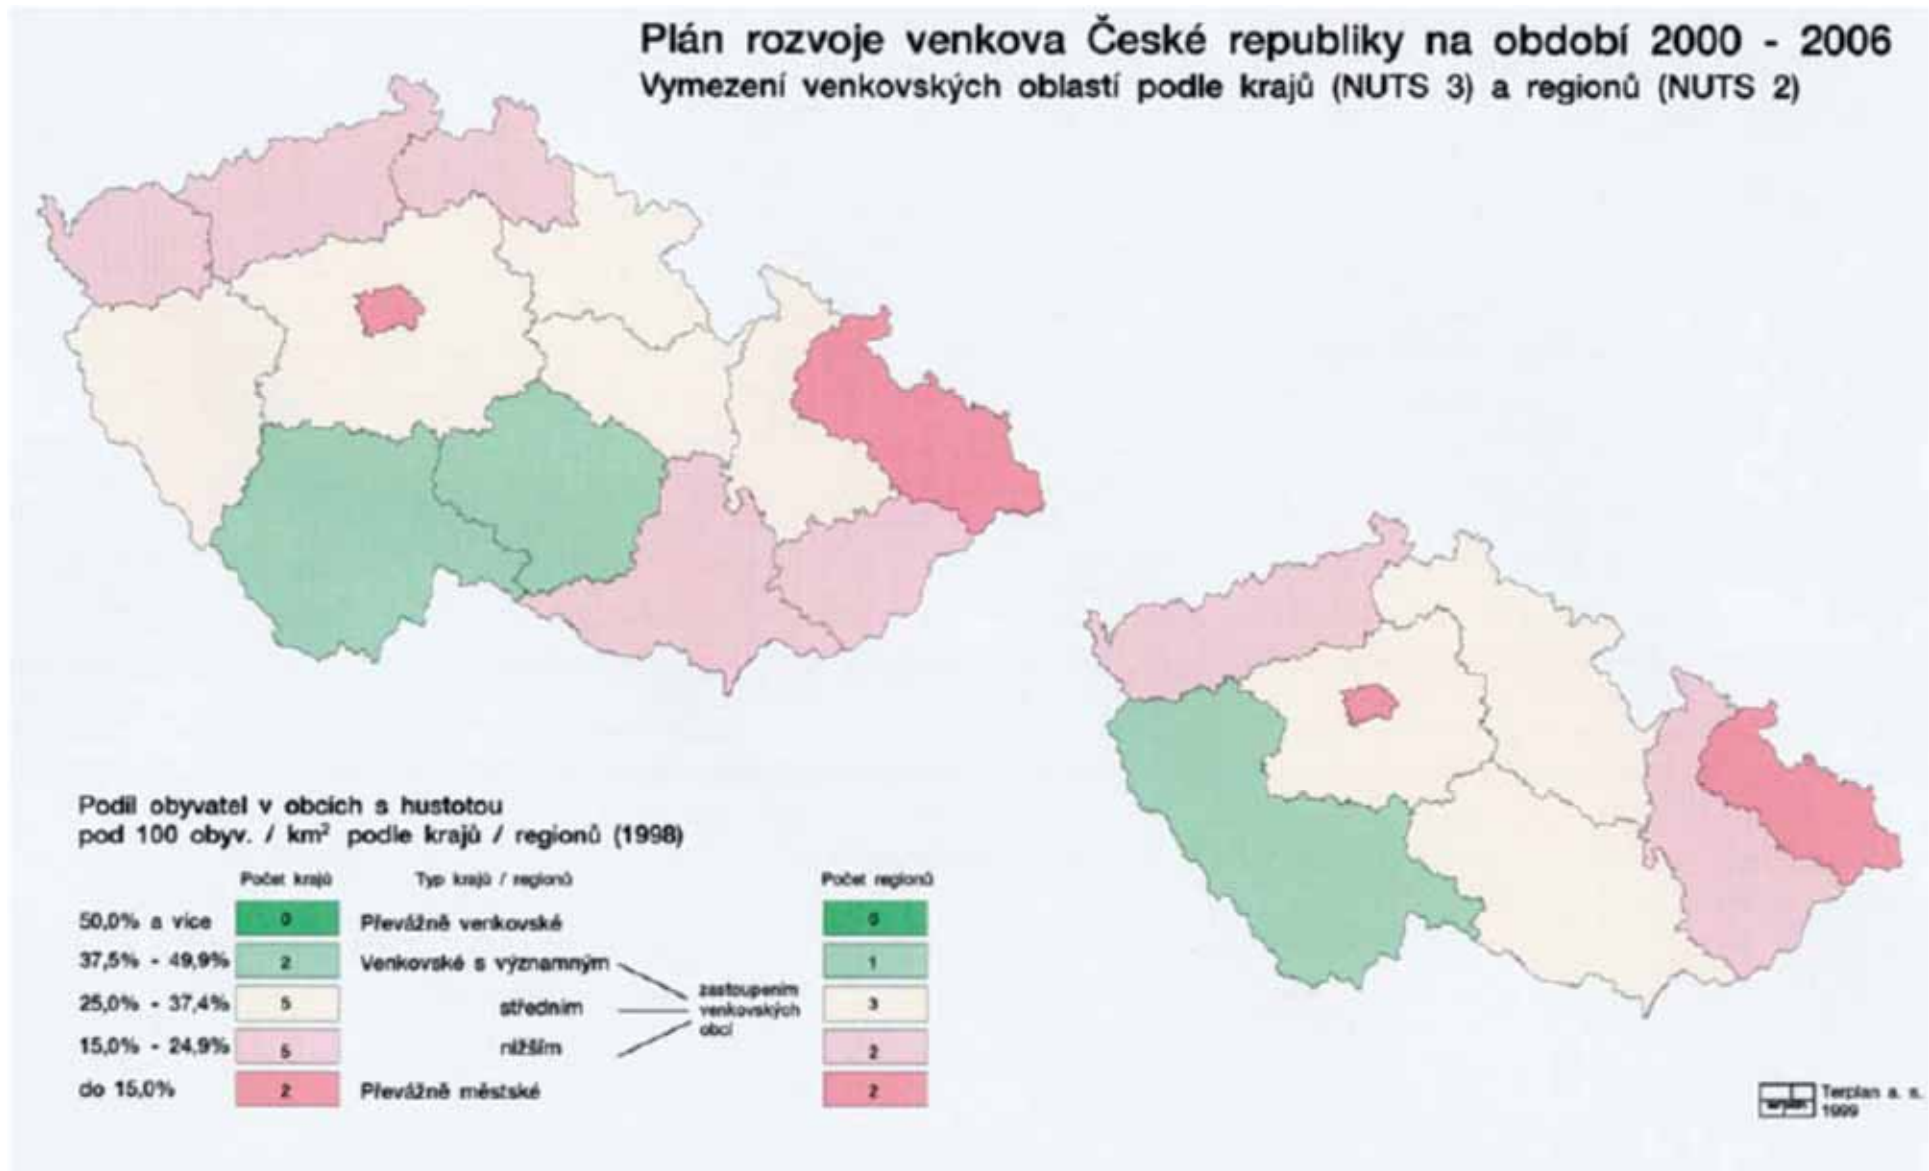 Plán rozvoje venkova České republiky na období 2000 - 2006
Vymezení venkovských oblastí podle krajů (NUTS 3) a regionů (NUTS 2)
Podíl obyvatel v obcích s hustotou
pod 100 obyv. / km² podle krajů / regionů (1998)
Počet krajů Typ krajů / regionů Počet regionů
50,0% a více 0 Převážně venkovské 0
37,5% - 49,9% 2 Venkovské s významným 1
zastoupením
25,0% - 37,4% 5 středním venkovských 3
obcí
15,0% - 24,9% 5 nižším 2
do 15,0% 2 Převážně městské 2
terplan
Terplan a. s.
1999